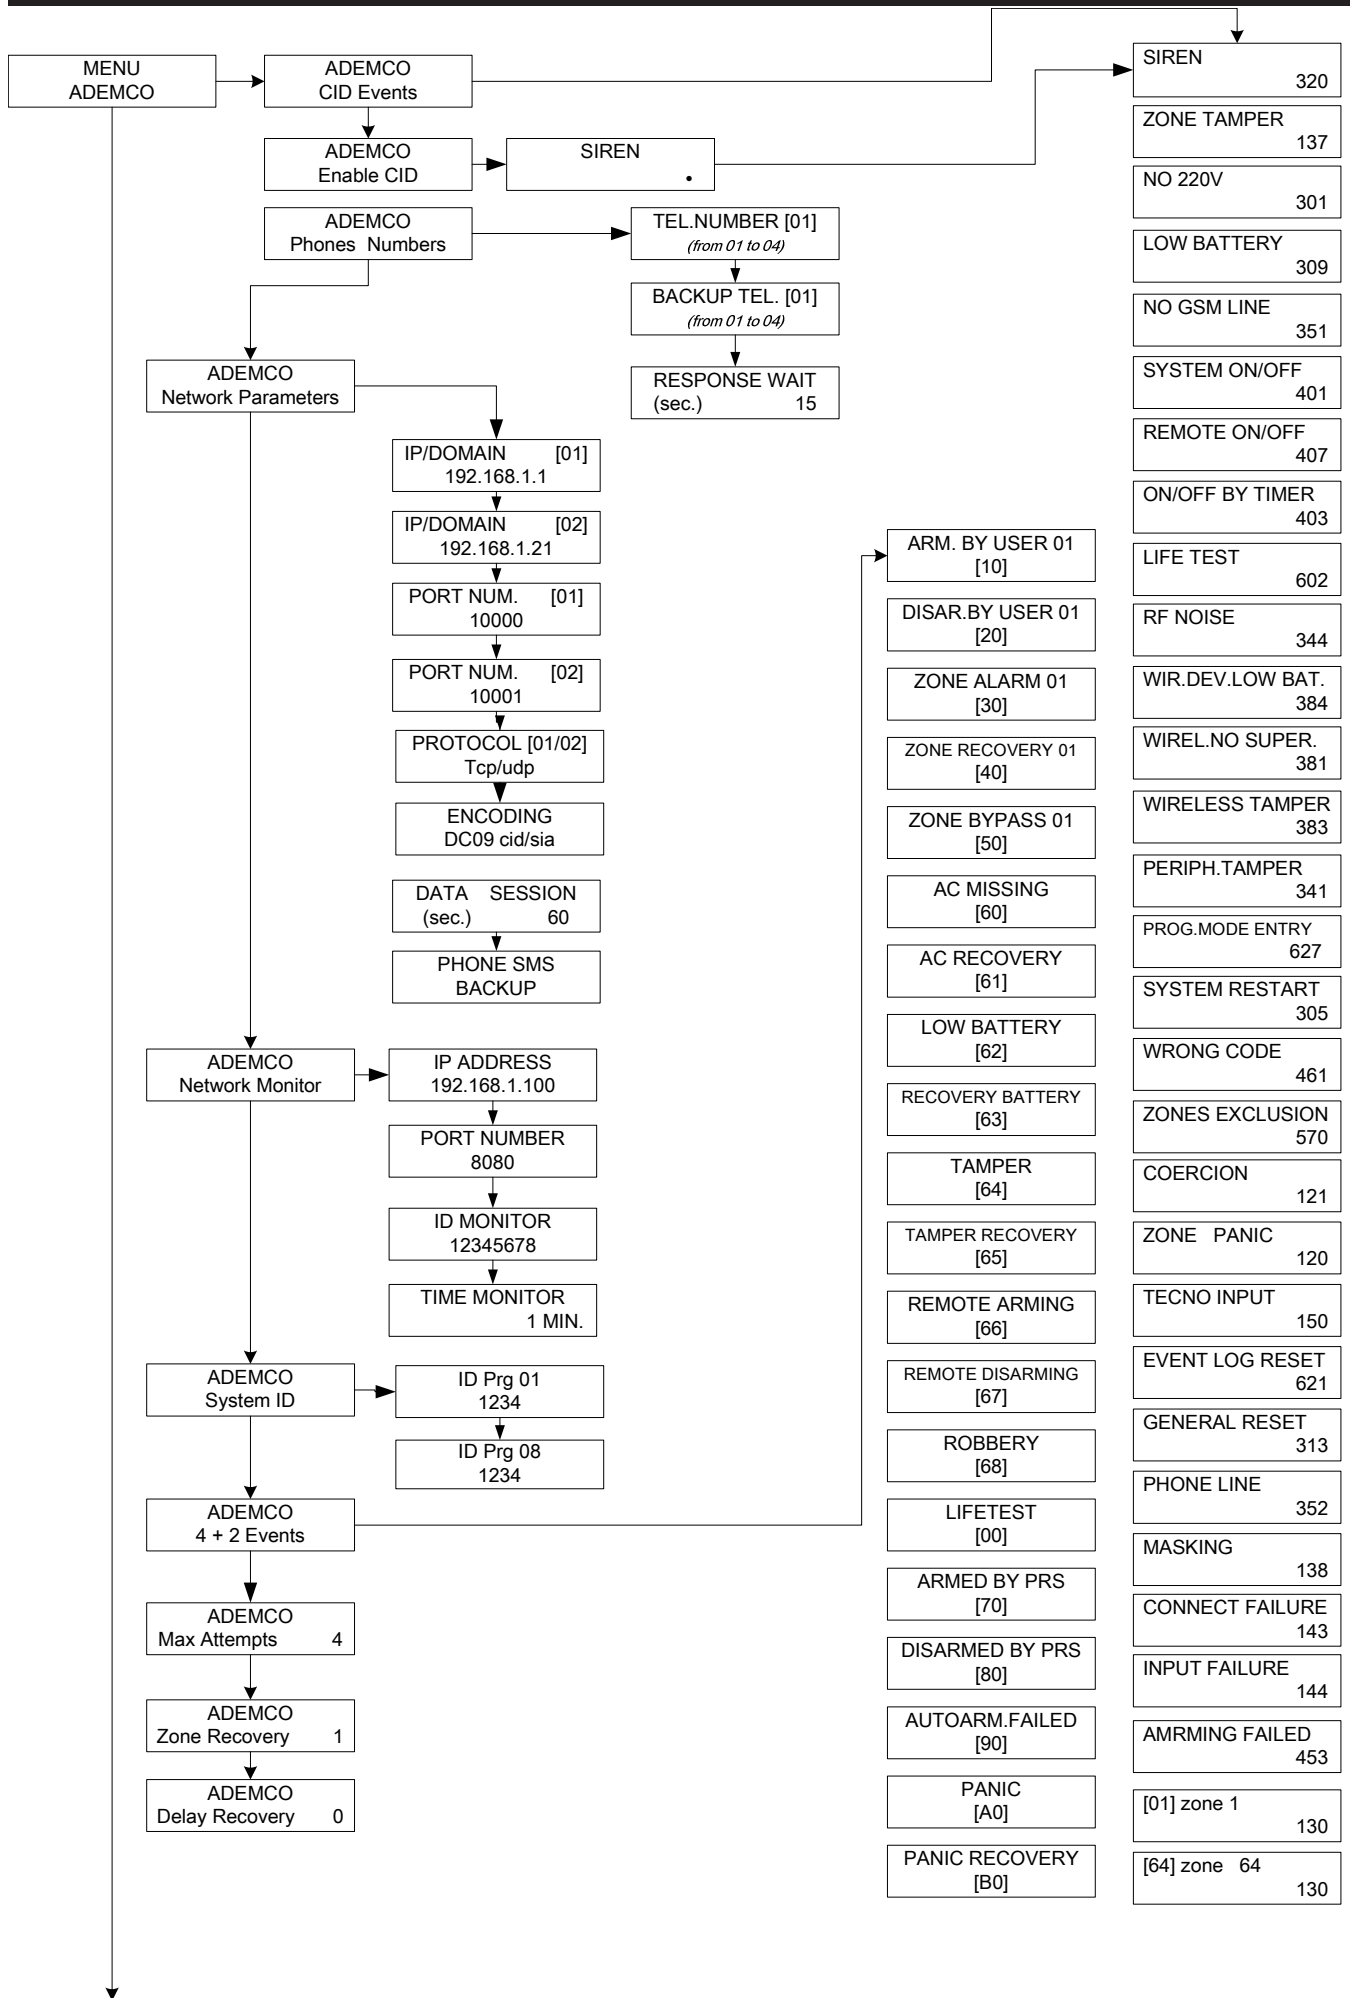 MENU
ADEMCO
ADEMCO
CID Events
ADEMCO
Enable CID
SIREN
.
ADEMCO
Phones Numbers
TEL.NUMBER [01]
(from 01 to 04)
BACKUP TEL. [01]
(from 01 to 04)
RESPONSE WAIT
(sec.) 15
ADEMCO
Network Parameters
IP/DOMAIN [01]
192.168.1.1
IP/DOMAIN [02]
192.168.1.21
PORT NUM. [01]
10000
PORT NUM. [02]
10001
PROTOCOL [01/02]
Tcp/udp
ENCODING
DC09 cid/sia
DATA SESSION
(sec.) 60
PHONE SMS
BACKUP
ADEMCO
Network Monitor
IP ADDRESS
192.168.1.100
PORT NUMBER
8080
ID MONITOR
12345678
TIME MONITOR
1 MIN.
ADEMCO
System ID
ID Prg 01
1234
ID Prg 08
1234
ADEMCO
4 + 2 Events
ADEMCO
Max Attempts 4
ADEMCO
Zone Recovery 1
ADEMCO
Delay Recovery 0
ARM. BY USER 01
[10]
DISAR.BY USER 01
[20]
ZONE ALARM 01
[30]
ZONE RECOVERY 01
[40]
ZONE BYPASS 01
[50]
AC MISSING
[60]
AC RECOVERY
[61]
LOW BATTERY
[62]
RECOVERY BATTERY
[63]
TAMPER
[64]
TAMPER RECOVERY
[65]
REMOTE ARMING
[66]
REMOTE DISARMING
[67]
ROBBERY
[68]
LIFETEST
[00]
ARMED BY PRS
[70]
DISARMED BY PRS
[80]
AUTOARM.FAILED
[90]
PANIC
[A0]
PANIC RECOVERY
[B0]
SIREN
320
ZONE TAMPER
137
NO 220V
301
LOW BATTERY
309
NO GSM LINE
351
SYSTEM ON/OFF
401
REMOTE ON/OFF
407
ON/OFF BY TIMER
403
LIFE TEST
602
RF NOISE
344
WIR.DEV.LOW BAT.
384
WIREL.NO SUPER.
381
WIRELESS TAMPER
383
PERIPH.TAMPER
341
PROG.MODE ENTRY
627
SYSTEM RESTART
305
WRONG CODE
461
ZONES EXCLUSION
570
COERCION
121
ZONE PANIC
120
TECNO INPUT
150
EVENT LOG RESET
621
GENERAL RESET
313
PHONE LINE
352
MASKING
138
CONNECT FAILURE
143
INPUT FAILURE
144
AMRMING FAILED
453
[01] zone 1
130
[64] zone 64
130